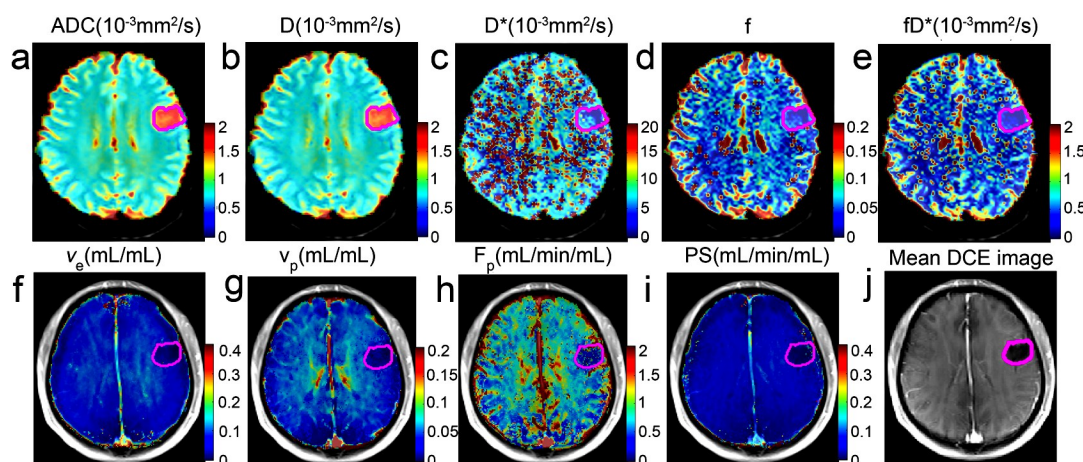 ADC(10⁻³mm²/s) D(10⁻³mm²/s) D*(10⁻³mm²/s) f fD*(10⁻³mm²/s)
a b c d e
2 2 20 0.2 2
1.5 1.5 15 0.15 1.5
1 1 10 0.1 1
0.5 0.5 5 0.05 0.5
0 0 0 0 0
vₑ(mL/mL) vₚ(mL/mL) Fₚ(mL/min/mL) PS(mL/min/mL) Mean DCE image
f g h i j
0.4 0.2 2 0.4
0.3 0.15 1.5 0.3
0.2 0.1 1 0.2
0.1 0.05 0.5 0.1
0 0 0 0